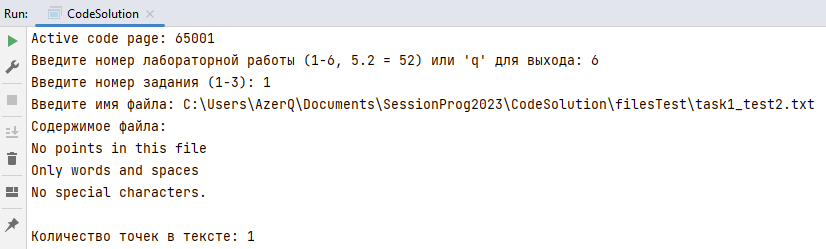 Run: CodeSolution
Active code page: 65001
Введите номер лабораторной работы (1-6, 5.2 = 52) или 'q' для выхода: 6
Введите номер задания (1-3): 1
Введите имя файла: C:\Users\AzerQ\Documents\SessionProg2023\CodeSolution\filesTest\task1_test2.txt
Содержимое файла:
No points in this file
Only words and spaces
No special characters.
Количество точек в тексте: 1